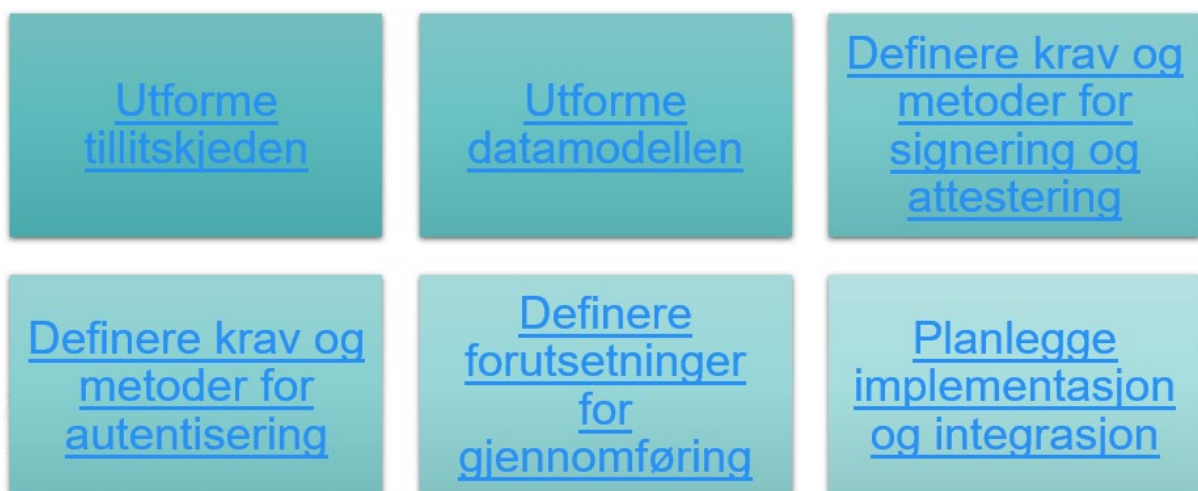 Utforme
tillitskjeden
Utforme
datamodellen
Definere krav og
metoder for
signering og
attestering
Definere krav og
metoder for
autentisering
Definere
forutsetninger
for
gjennomføring
Planlegge
implementasjon
og integrasjon